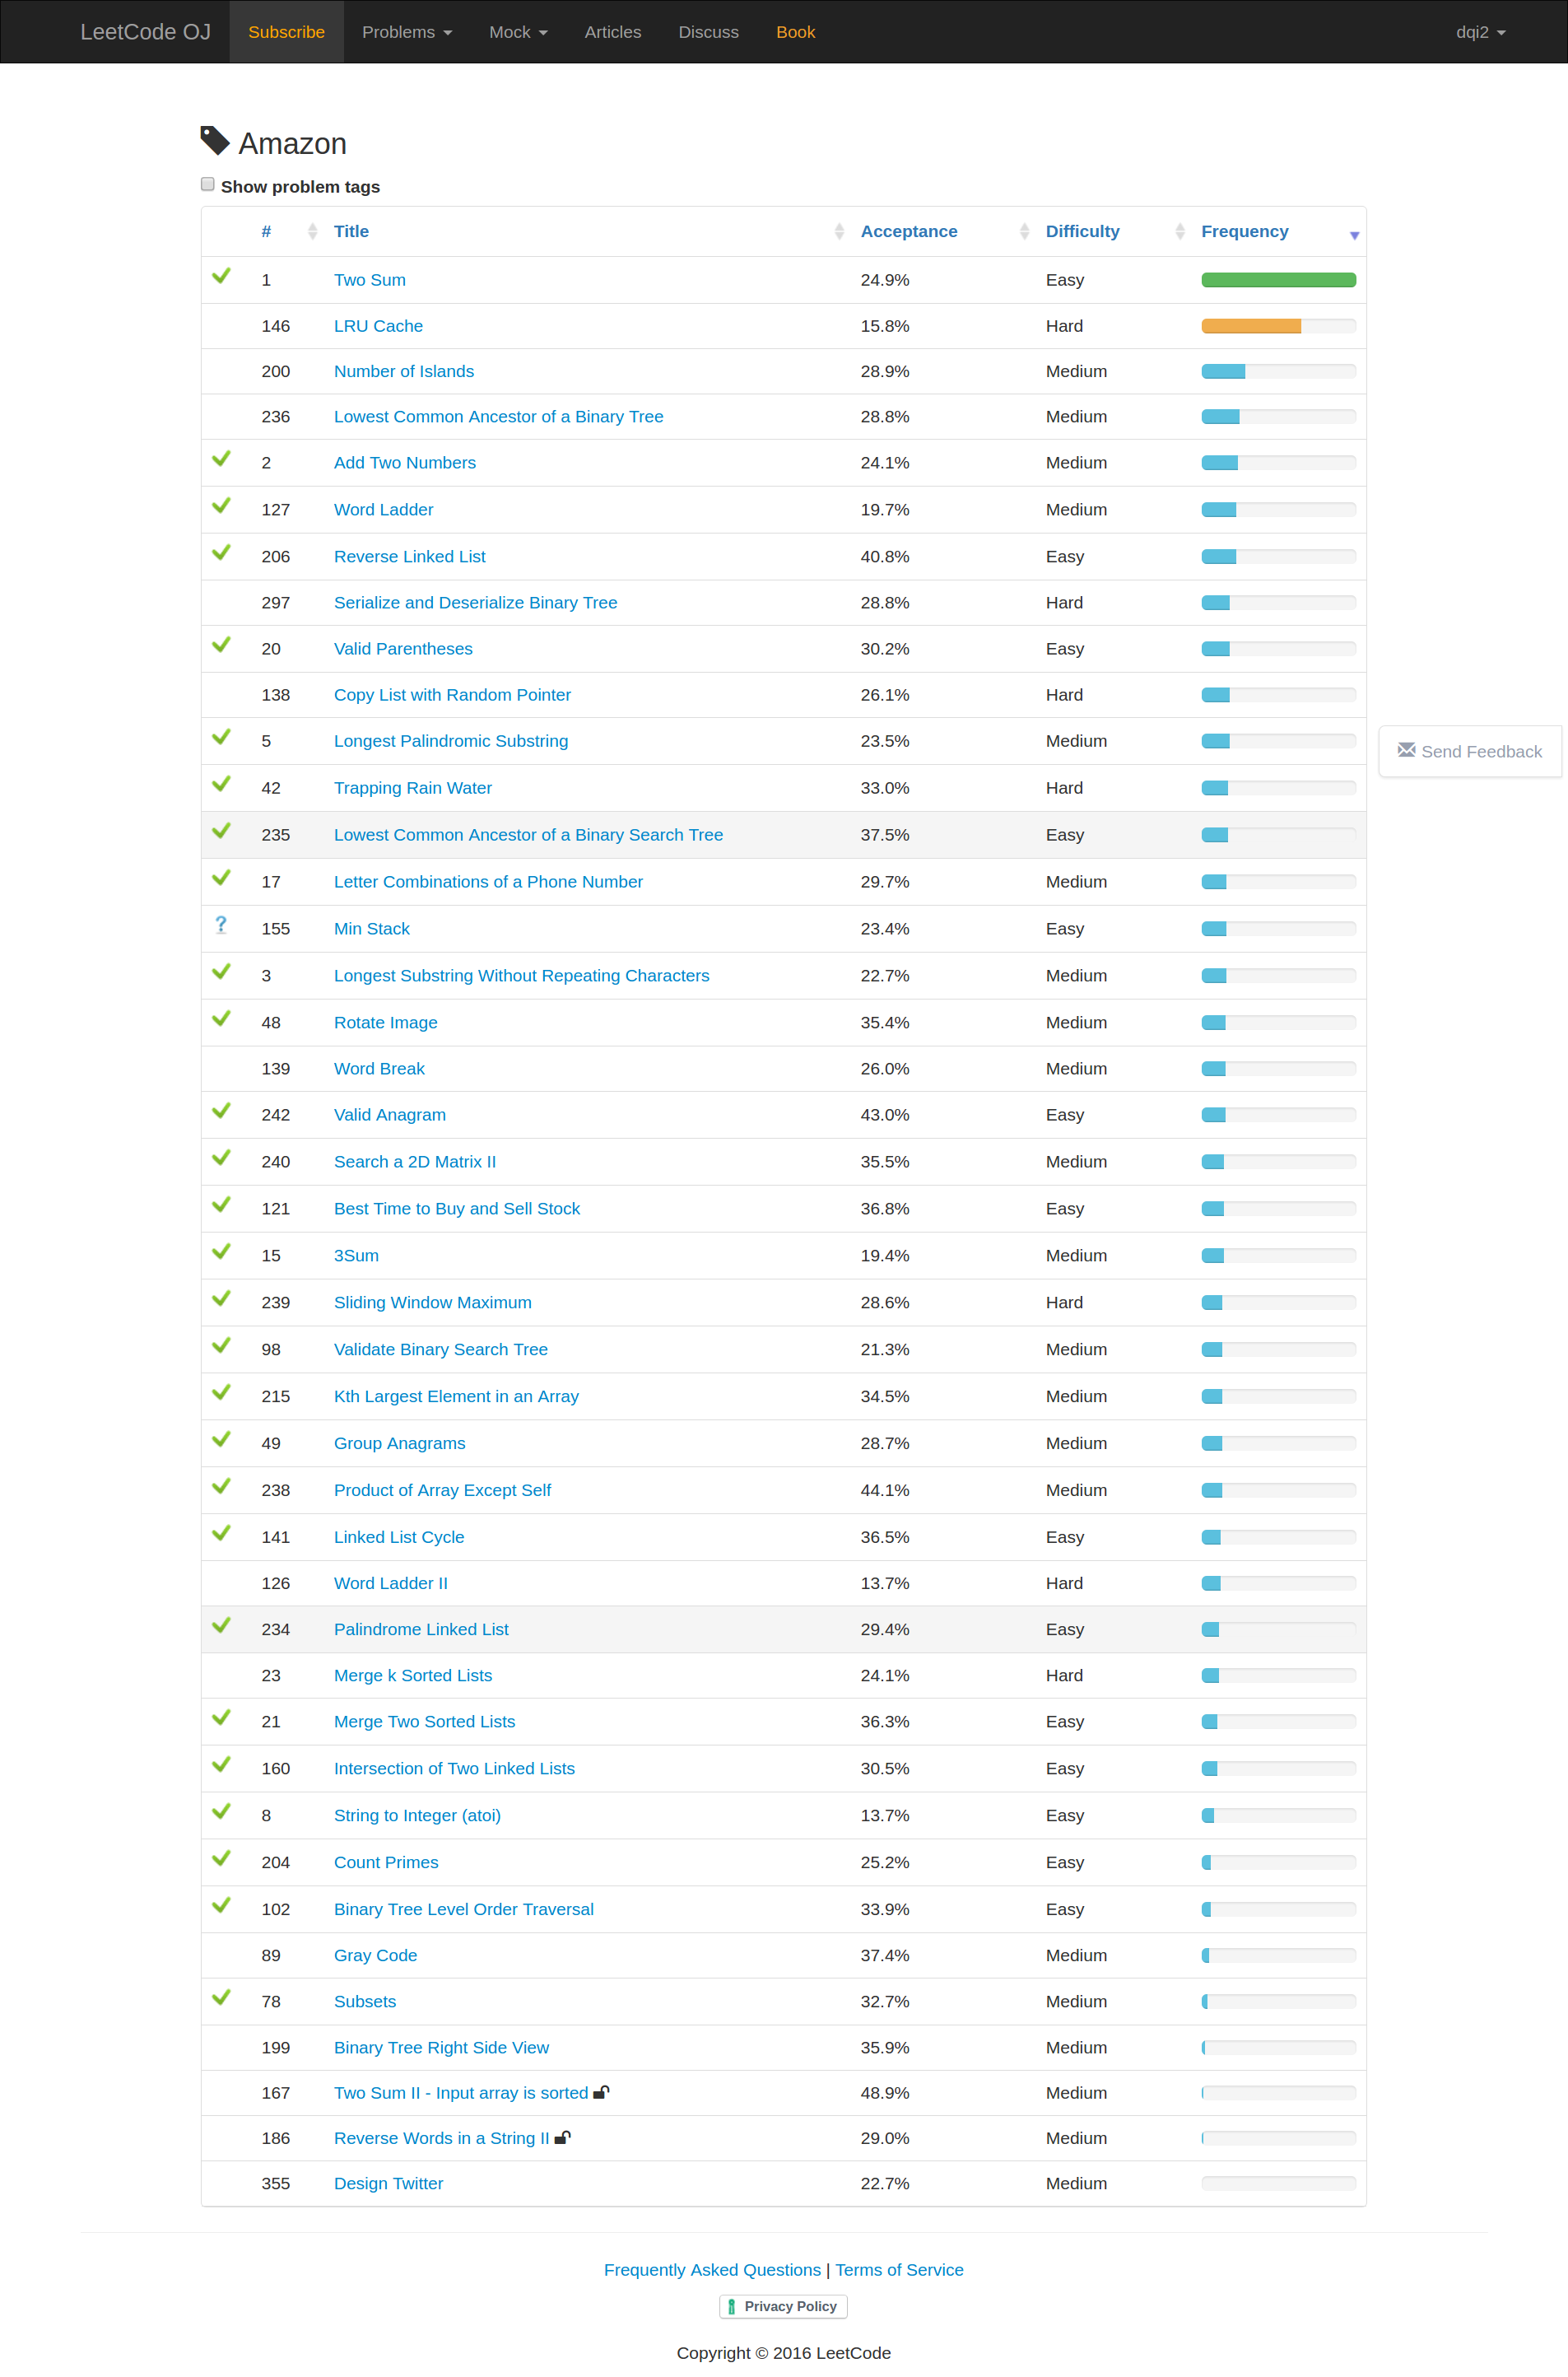 LeetCode OJ Subscribe Problems Mock Articles Discuss Book dqi2
Amazon
Show problem tags
# Title Acceptance Difficulty Frequency
1 Two Sum 24.9% Easy
146 LRU Cache 15.8% Hard
200 Number of Islands 28.9% Medium
236 Lowest Common Ancestor of a Binary Tree 28.8% Medium
2 Add Two Numbers 24.1% Medium
127 Word Ladder 19.7% Medium
206 Reverse Linked List 40.8% Easy
297 Serialize and Deserialize Binary Tree 28.8% Hard
20 Valid Parentheses 30.2% Easy
138 Copy List with Random Pointer 26.1% Hard
5 Longest Palindromic Substring 23.5% Medium
Send Feedback
42 Trapping Rain Water 33.0% Hard
235 Lowest Common Ancestor of a Binary Search Tree 37.5% Easy
17 Letter Combinations of a Phone Number 29.7% Medium
? 155 Min Stack 23.4% Easy
3 Longest Substring Without Repeating Characters 22.7% Medium
48 Rotate Image 35.4% Medium
139 Word Break 26.0% Medium
242 Valid Anagram 43.0% Easy
240 Search a 2D Matrix II 35.5% Medium
121 Best Time to Buy and Sell Stock 36.8% Easy
15 3Sum 19.4% Medium
239 Sliding Window Maximum 28.6% Hard
98 Validate Binary Search Tree 21.3% Medium
215 Kth Largest Element in an Array 34.5% Medium
49 Group Anagrams 28.7% Medium
238 Product of Array Except Self 44.1% Medium
141 Linked List Cycle 36.5% Easy
126 Word Ladder II 13.7% Hard
234 Palindrome Linked List 29.4% Easy
23 Merge k Sorted Lists 24.1% Hard
21 Merge Two Sorted Lists 36.3% Easy
160 Intersection of Two Linked Lists 30.5% Easy
8 String to Integer (atoi) 13.7% Easy
204 Count Primes 25.2% Easy
102 Binary Tree Level Order Traversal 33.9% Easy
89 Gray Code 37.4% Medium
78 Subsets 32.7% Medium
199 Binary Tree Right Side View 35.9% Medium
167 Two Sum II - Input array is sorted 48.9% Medium
186 Reverse Words in a String II 29.0% Medium
355 Design Twitter 22.7% Medium
Frequently Asked Questions | Terms of Service
Privacy Policy
Copyright © 2016 LeetCode